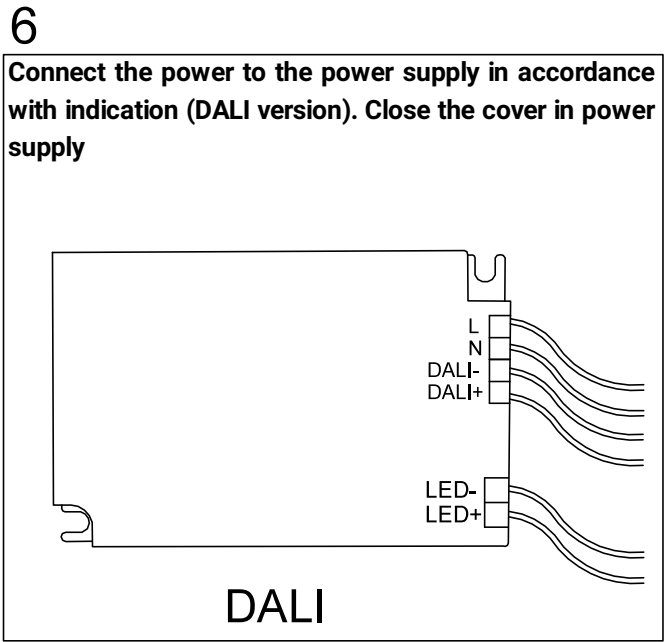 6
Connect the power to the power supply in accordance
with indication (DALI version). Close the cover in power
supply
L
N
DALI-
DALI+
LED-
LED+
DALI